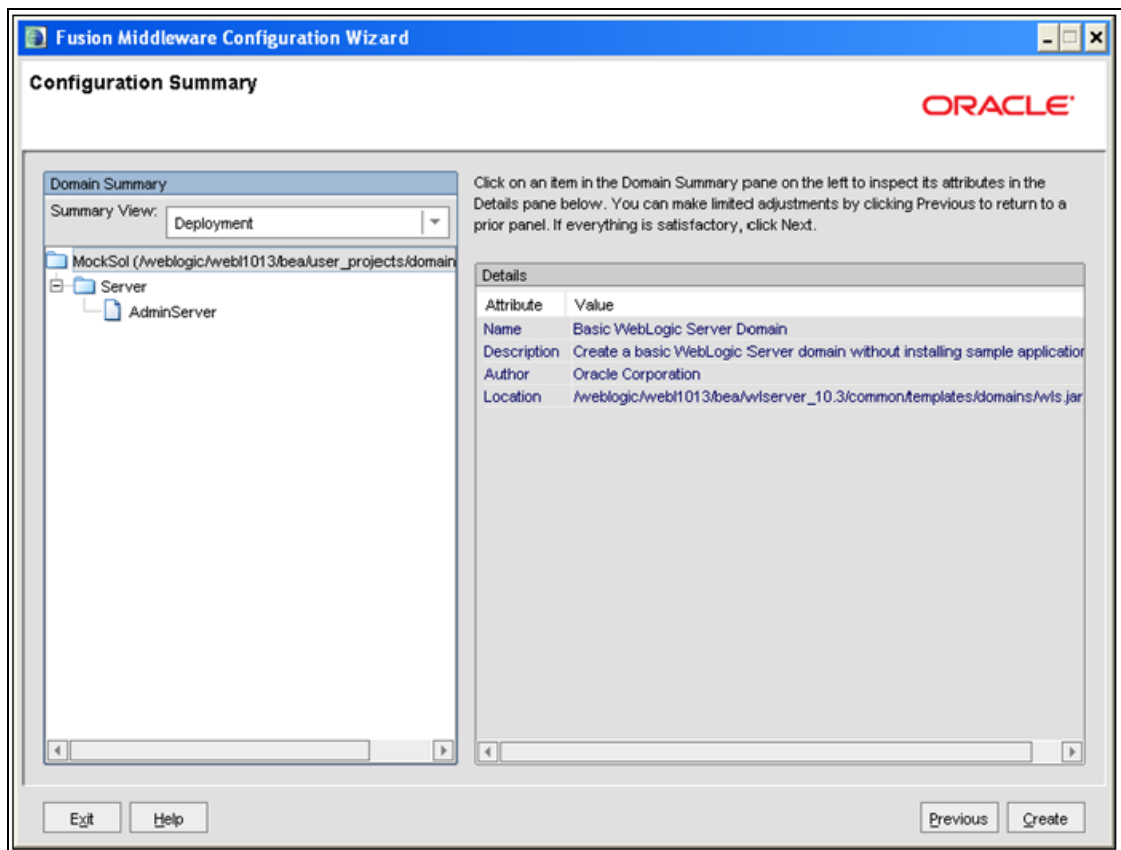 Fusion Middleware Configuration Wizard
Configuration Summary
ORACLE
Domain Summary
Summary View:
Deployment
MockSol (/weblogic/webl1013/bea/user_projects/domain
Server
AdminServer
Click on an item in the Domain Summary pane on the left to inspect its attributes in the
Details pane below. You can make limited adjustments by clicking Previous to return to a
prior panel. If everything is satisfactory, click Next.
Details
Attribute Value
Name Basic WebLogic Server Domain
Description Create a basic WebLogic Server domain without installing sample application
Author Oracle Corporation
Location /weblogic/webl1013/bea/wlserver_10.3/common/templates/domains/wls.jar
Exit Help Previous Create